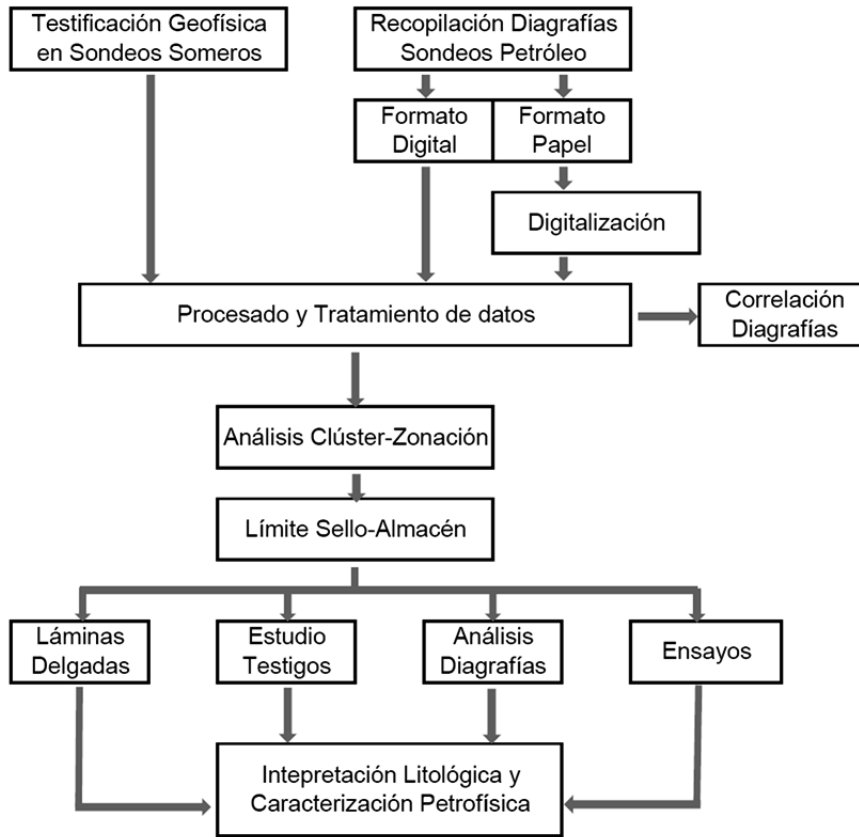 Testificación Geofísica
en Sondeos Someros
Recopilación Diagrafías
Sondeos Petróleo
Formato
Digital
Formato
Papel
Digitalización
Procesado y Tratamiento de datos
Correlación
Diagrafías
Análisis Clúster-Zonación
Límite Sello-Almacén
Láminas
Delgadas
Estudio
Testigos
Análisis
Diagrafías
Ensayos
Intepretación Litológica y
Caracterización Petrofísica